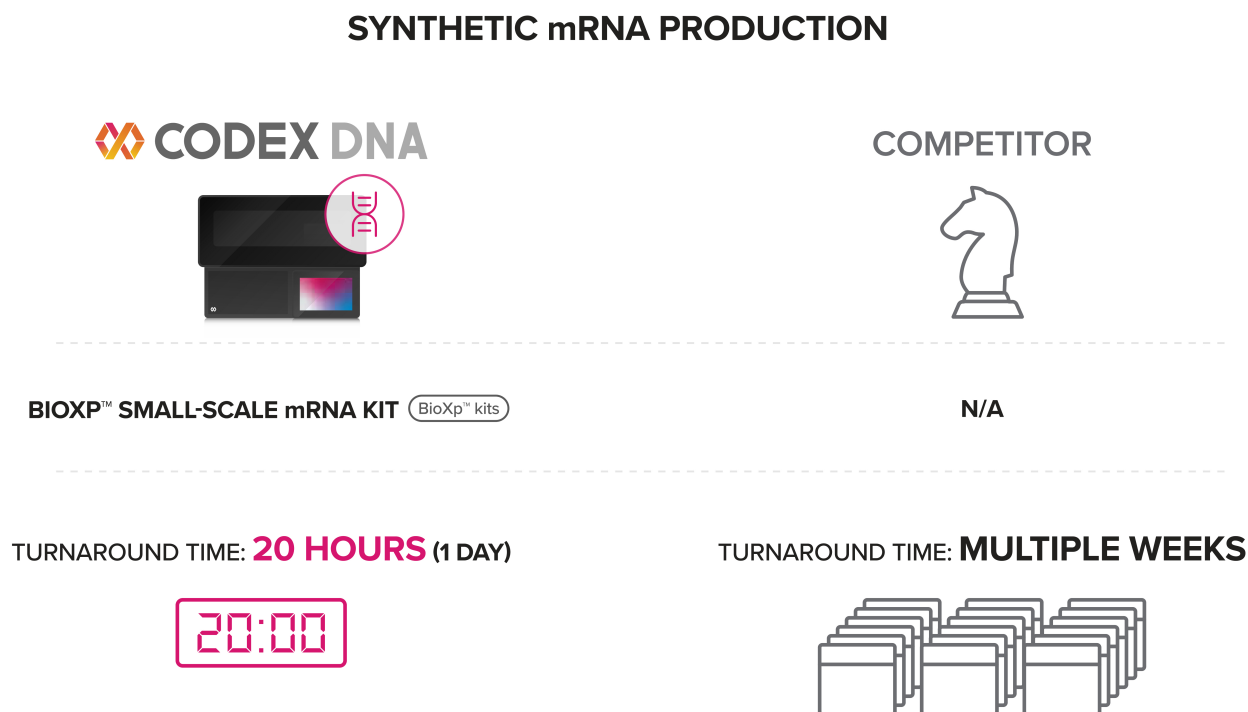 SYNTHETIC mRNA PRODUCTION
CODEX DNA
COMPETITOR
BIOXP™ SMALL-SCALE mRNA KIT BioXp™ kits
N/A
TURNAROUND TIME: 20 HOURS (1 DAY)
TURNAROUND TIME: MULTIPLE WEEKS
20:00